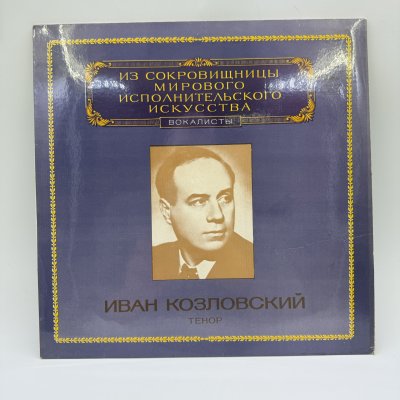 ИЗ СОКРОВИЩНИЦЫ
МИРОВОГО
ИСПОЛНИТЕЛЬСКОГО
ИСКУССТВА
ВОКАЛИСТЫ
ИВАН КОЗЛОВСКИЙ
ТЕНОР